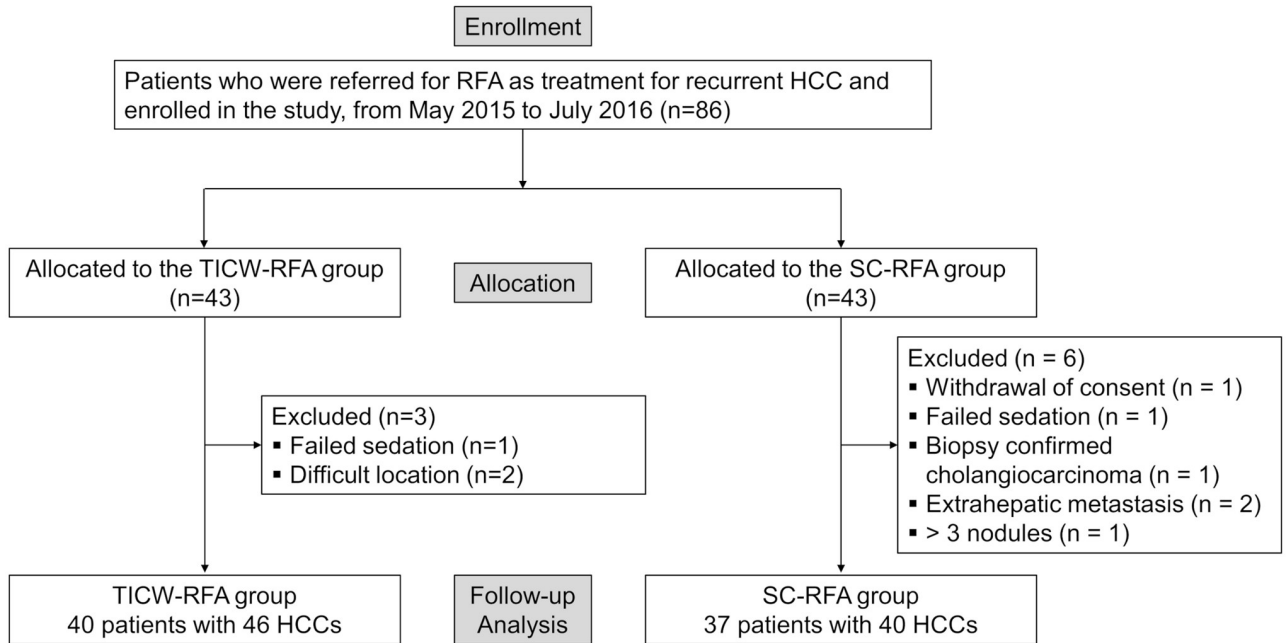 Enrollment
Patients who were referred for RFA as treatment for recurrent HCC and
enrolled in the study, from May 2015 to July 2016 (n=86)
Allocated to the TICW-RFA group
(n=43)
Allocation
Allocated to the SC-RFA group
(n=43)
Excluded (n=3)
▪ Failed sedation (n=1)
▪ Difficult location (n=2)
Excluded (n = 6)
▪ Withdrawal of consent (n = 1)
▪ Failed sedation (n = 1)
▪ Biopsy confirmed
cholangiocarcinoma (n = 1)
▪ Extrahepatic metastasis (n = 2)
▪ > 3 nodules (n = 1)
TICW-RFA group
40 patients with 46 HCCs
Follow-up
Analysis
SC-RFA group
37 patients with 40 HCCs